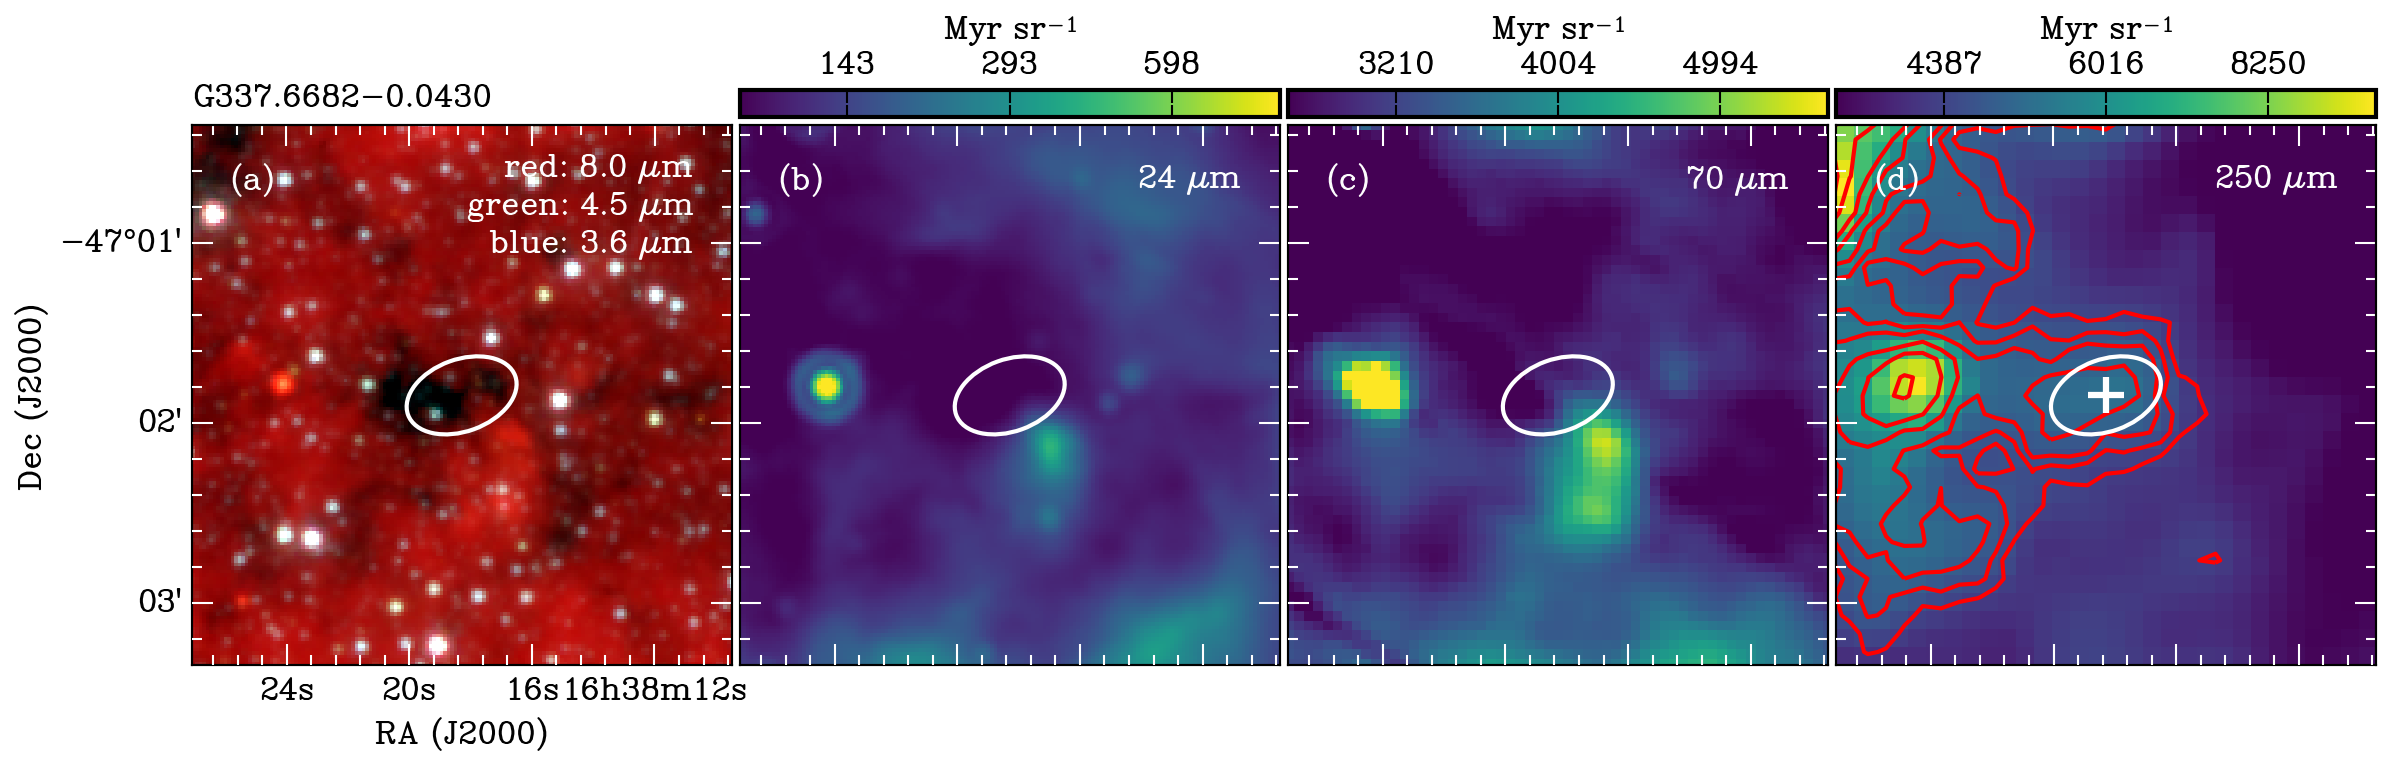 Myr sr⁻¹ Myr sr⁻¹ Myr sr⁻¹
143 293 598 3210 4004 4994 4387 6016 8250
G337.6682−0.0430
(a) red: 8.0 μm
green: 4.5 μm
blue: 3.6 μm
(b) 24 μm
(c) 70 μm
(d) 250 μm
−47°01'
02'
03'
Dec (J2000)
24s 20s 16s 16h38m12s
RA (J2000)